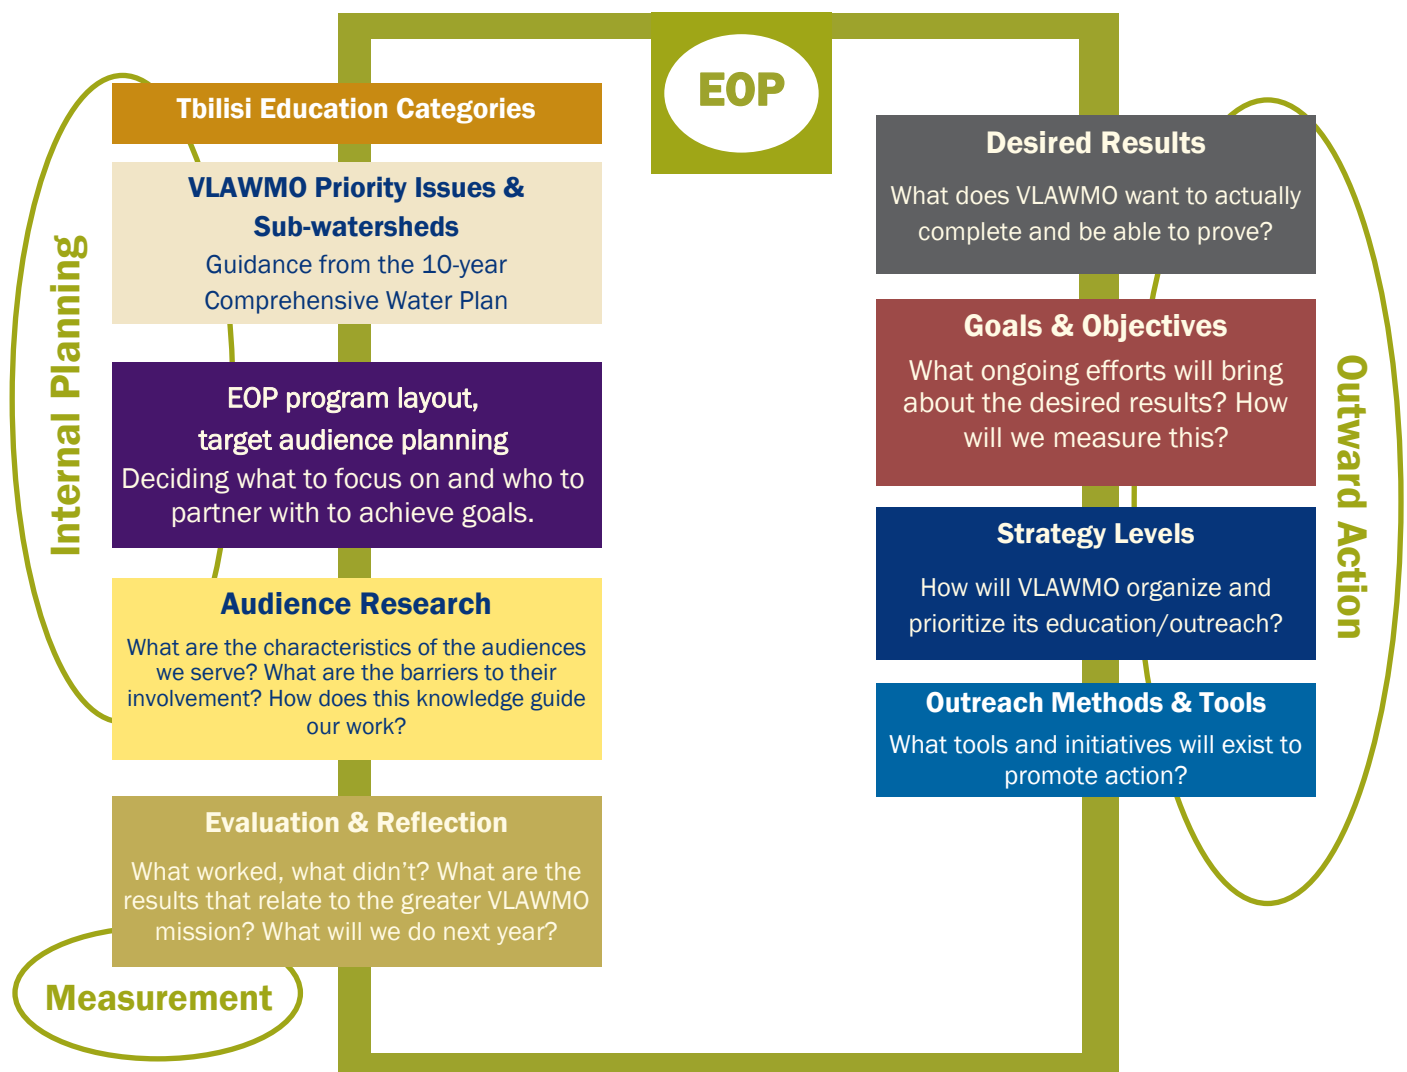 EOP
Internal Planning
Tbilisi Education Categories
VLAWMO Priority Issues &
Sub-watersheds
Guidance from the 10-year
Comprehensive Water Plan
EOP program layout,
target audience planning
Deciding what to focus on and who to
partner with to achieve goals.
Audience Research
What are the characteristics of the audiences
we serve? What are the barriers to their
involvement? How does this knowledge guide
our work?
Evaluation & Reflection
What worked, what didn’t? What are the
results that relate to the greater VLAWMO
mission? What will we do next year?
Measurement
Desired Results
What does VLAWMO want to actually
complete and be able to prove?
Goals & Objectives
What ongoing efforts will bring
about the desired results? How
will we measure this?
Strategy Levels
How will VLAWMO organize and
prioritize its education/outreach?
Outreach Methods & Tools
What tools and initiatives will exist to
promote action?
Outward Action